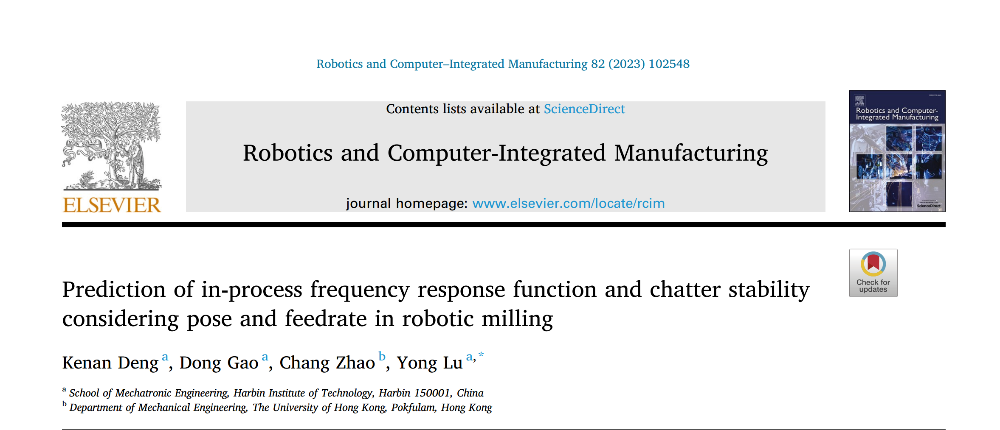 Robotics and Computer–Integrated Manufacturing 82 (2023) 102548
Contents lists available at ScienceDirect
Robotics and Computer-Integrated Manufacturing
journal homepage: www.elsevier.com/locate/rcim
NON SOLUS
ELSEVIER
Robotics and Computer-
Integrated Manufacturing
ScienceDirect
Check for
updates
Prediction of in-process frequency response function and chatter stability
considering pose and feedrate in robotic milling
Kenan Deng a, Dong Gao a, Chang Zhao b, Yong Lu a,*
a School of Mechatronic Engineering, Harbin Institute of Technology, Harbin 150001, China
b Department of Mechanical Engineering, The University of Hong Kong, Pokfulam, Hong Kong